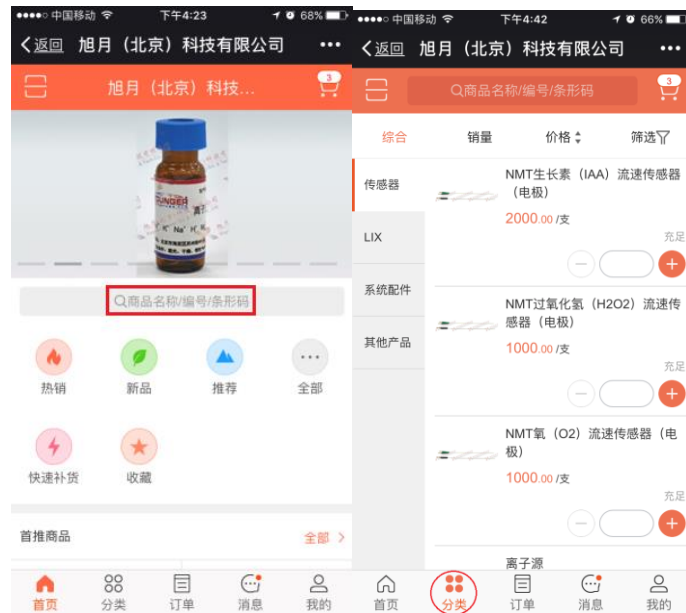 中国移动 下午4:23 68%
返回 旭月（北京）科技有限公司
旭月（北京）科技... 3
YOUNGER
离子
K⁺ Na⁺
商品名称/编号/条形码
热销 新品 推荐 全部
快速补货 收藏
首推商品 全部 >
首页 分类 订单 消息 我的
中国移动 下午4:42 66%
返回 旭月（北京）科技有限公司
商品名称/编号/条形码 3
综合 销量 价格 筛选
传感器
LIX
系统配件
其他产品
NMT生长素（IAA）流速传感器
（电极）
2000.00 /支
充足
NMT过氧化氢（H2O2）流速传
感器（电极）
1000.00 /支
充足
NMT氧（O2）流速传感器（电
极）
1000.00 /支
充足
离子源
首页 分类 订单 消息 我的